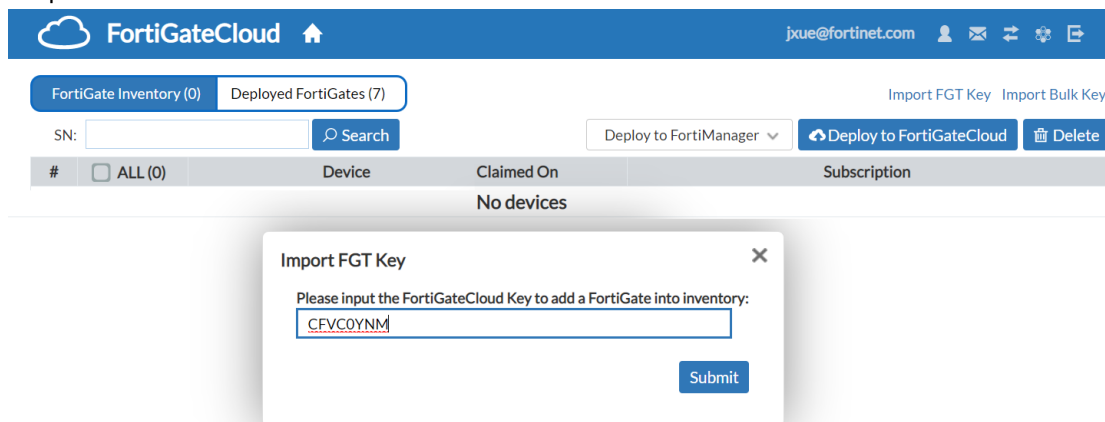 FortiGateCloud jxue@fortinet.com
FortiGate Inventory (0) Deployed FortiGates (7) Import FGT Key Import Bulk Key
SN: Search Deploy to FortiManager Deploy to FortiGateCloud Delete
# ALL (0) Device Claimed On Subscription
No devices
Import FGT Key
Please input the FortiGateCloud Key to add a FortiGate into inventory:
CFVC0YNM
Submit